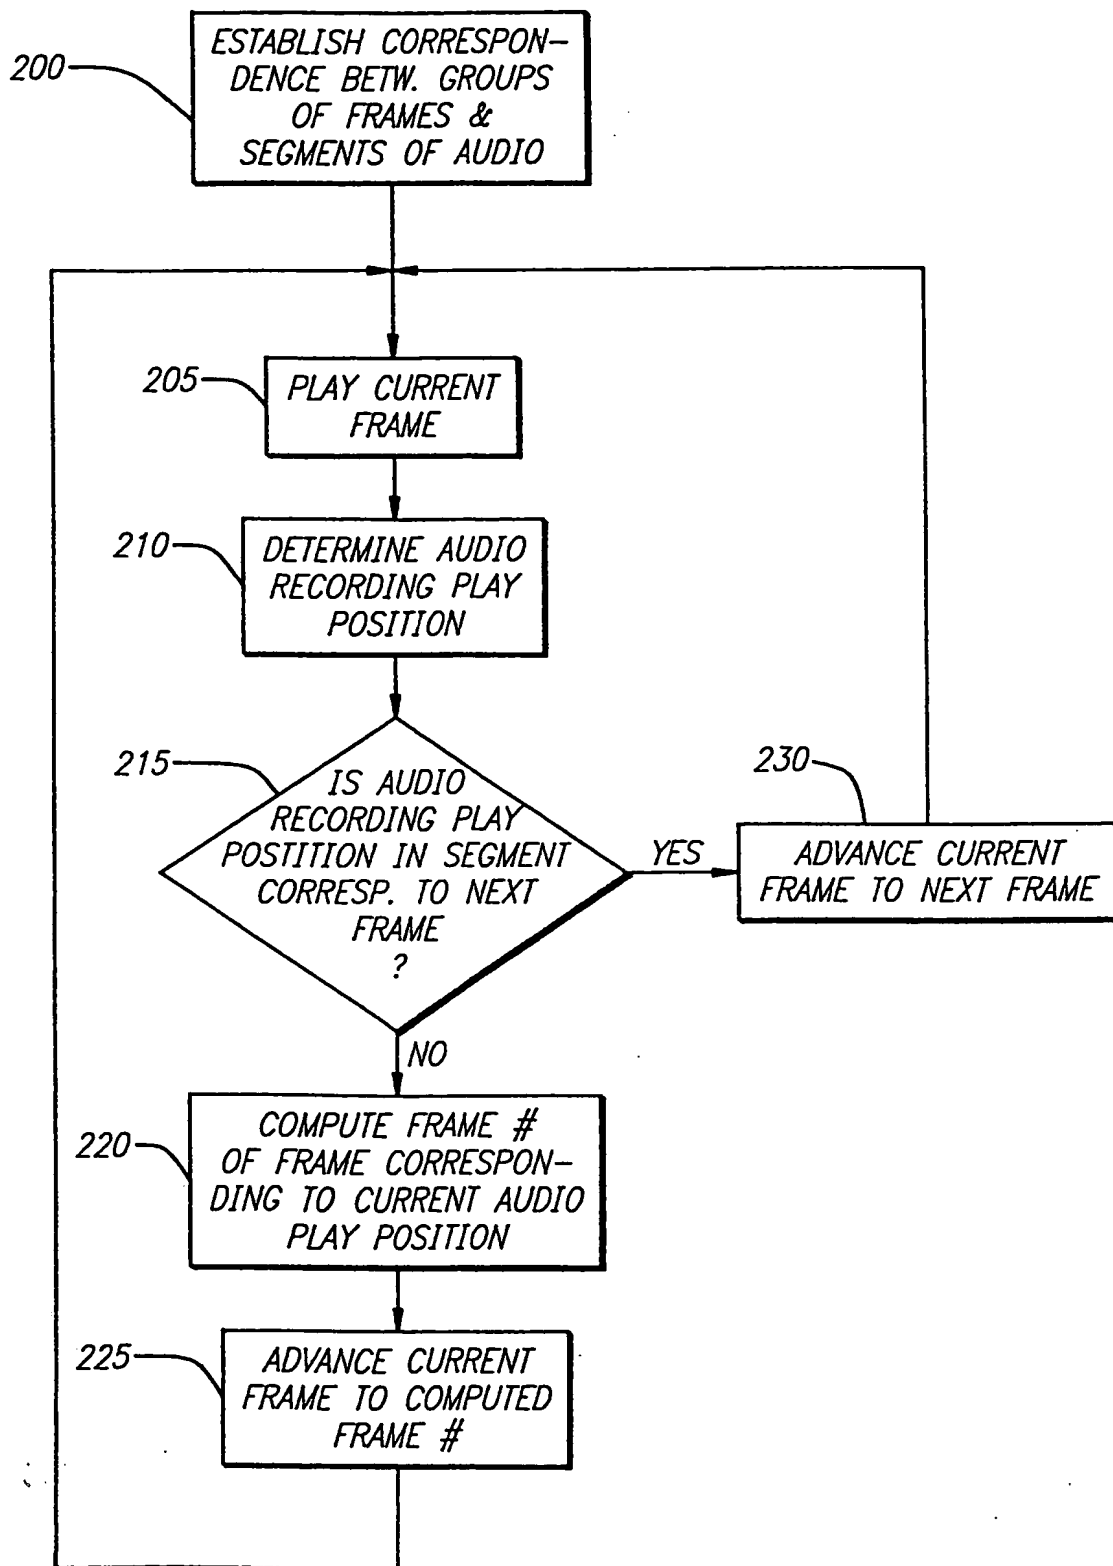 200
ESTABLISH CORRESPON-
DENCE BETW. GROUPS
OF FRAMES &
SEGMENTS OF AUDIO
205
PLAY CURRENT
FRAME
210
DETERMINE AUDIO
RECORDING PLAY
POSITION
215
IS AUDIO
RECORDING PLAY
POSTITION IN SEGMENT
CORRESP. TO NEXT
FRAME
?
YES
230
ADVANCE CURRENT
FRAME TO NEXT FRAME
NO
220
COMPUTE FRAME #
OF FRAME CORRESPON-
DING TO CURRENT AUDIO
PLAY POSITION
225
ADVANCE CURRENT
FRAME TO COMPUTED
FRAME #